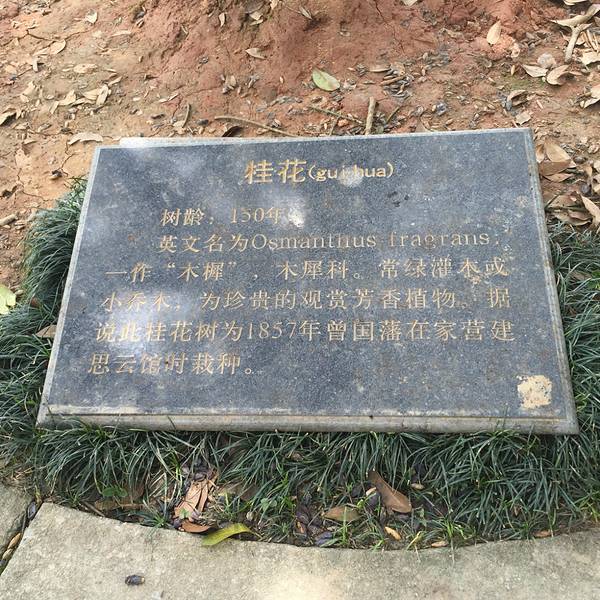 桂花(gui hua)
树龄：150年
英文名为Osmanthus fragrans；
一作“木樨”，木犀科。常绿灌木或
小乔木，为珍贵的观赏芳香植物。据
说此桂花树为1857年曾国藩在家营建
思云馆时栽种。